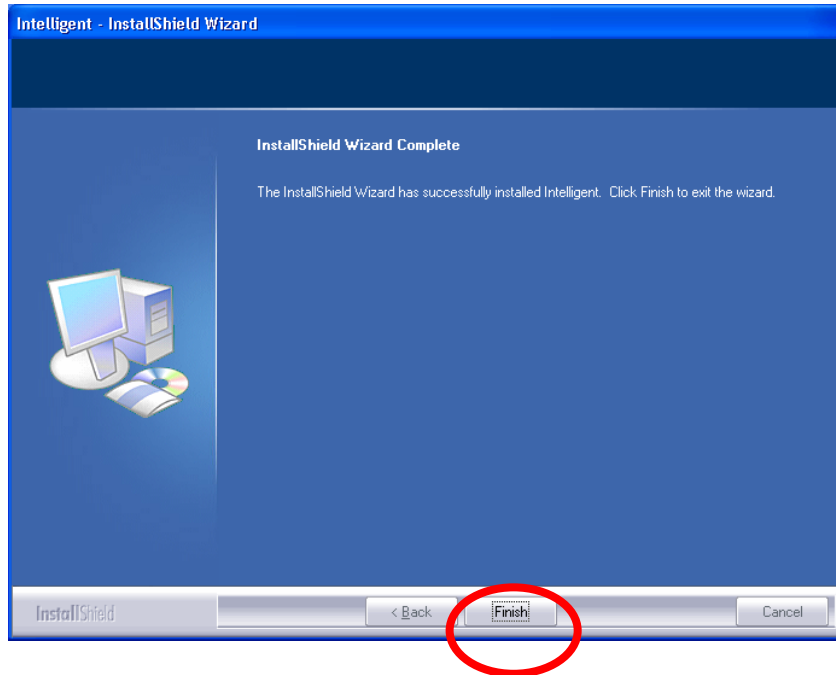 Intelligent - InstallShield Wizard
InstallShield Wizard Complete
The InstallShield Wizard has successfully installed Intelligent. Click Finish to exit the wizard.
InstallShield
< Back Finish Cancel